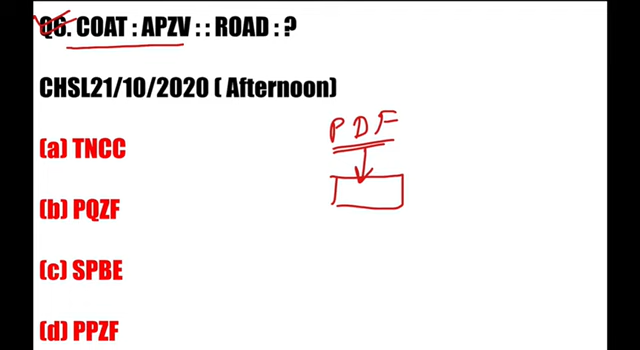 Q6. COAT : APZV : : ROAD : ?
CHSL21/10/2020 ( Afternoon)
PDF
(a) TNCC
(b) PQZF
(c) SPBE
(d) PPZF